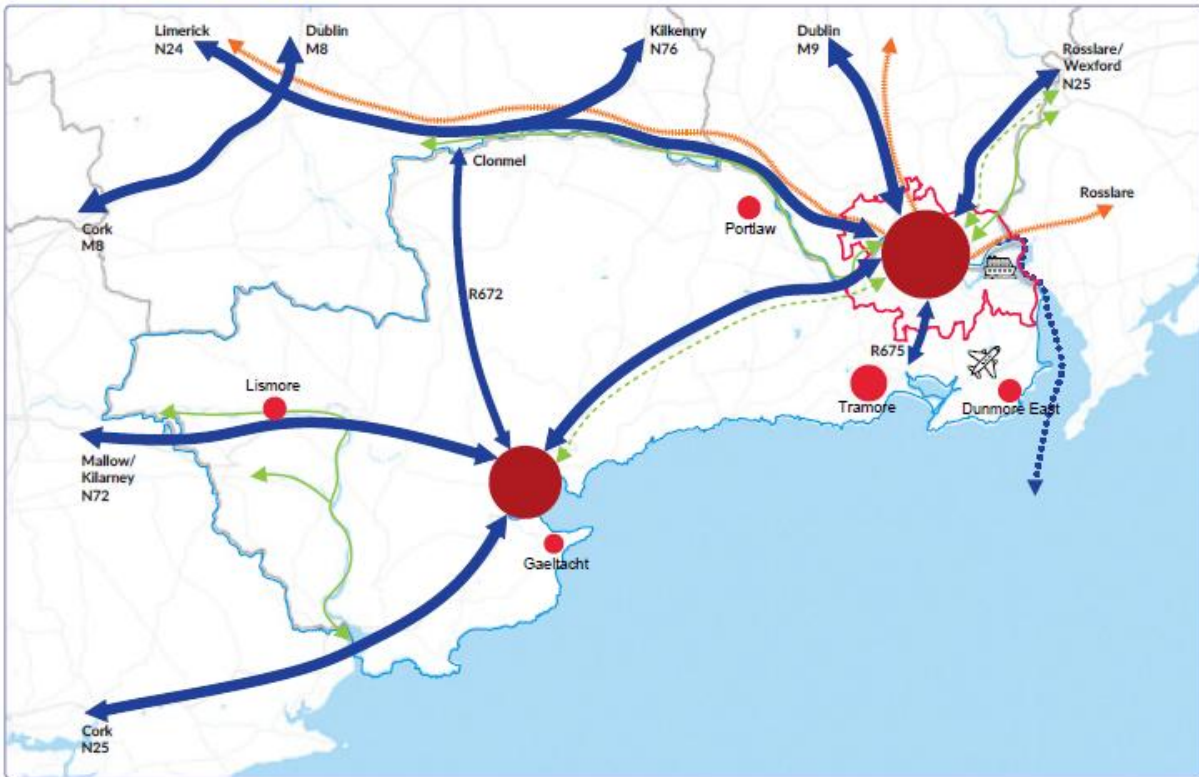 Limerick
N24
Dublin
M8
Kilkenny
N76
Dublin
M9
Rosslare/
Wexford
N25
Clonmel
Rosslare
Portlaw
Cork
M8
R672
R675
Lismore
Tramore
Dunmore East
Mallow/
Kilarney
N72
Gaeltacht
Cork
N25